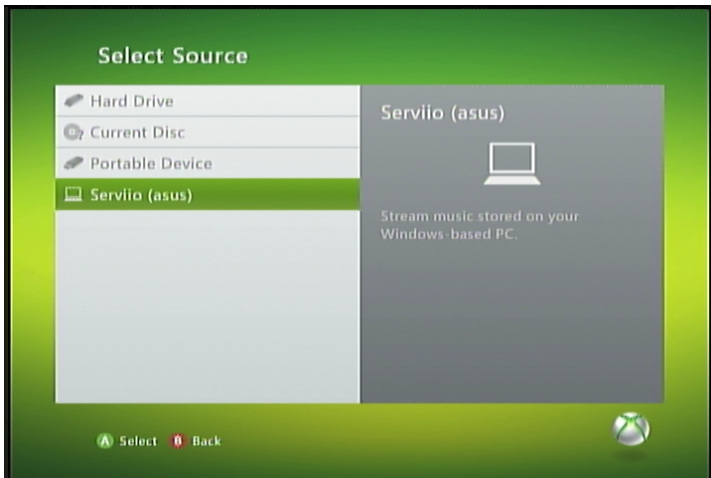 Select Source
Hard Drive
Current Disc
Portable Device
Serviio (asus)
Serviio (asus)
Stream music stored on your
Windows-based PC.
A Select B Back